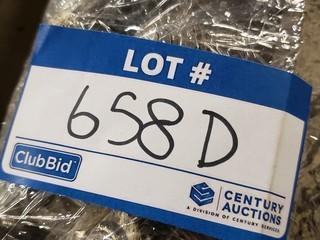 LOT #
658 D
ClubBid
CENTURY
AUCTIONS
A DIVISION OF CENTURY SERVICES